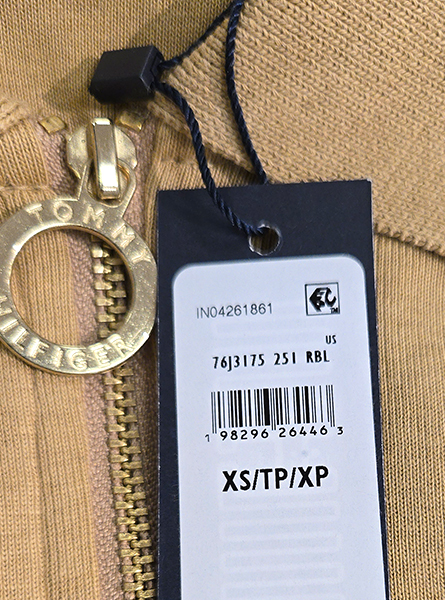 TOMMY
HILFIGER
IN04261861
US
76J3175 251 RBL
1 98296 26446 3
XS/TP/XP